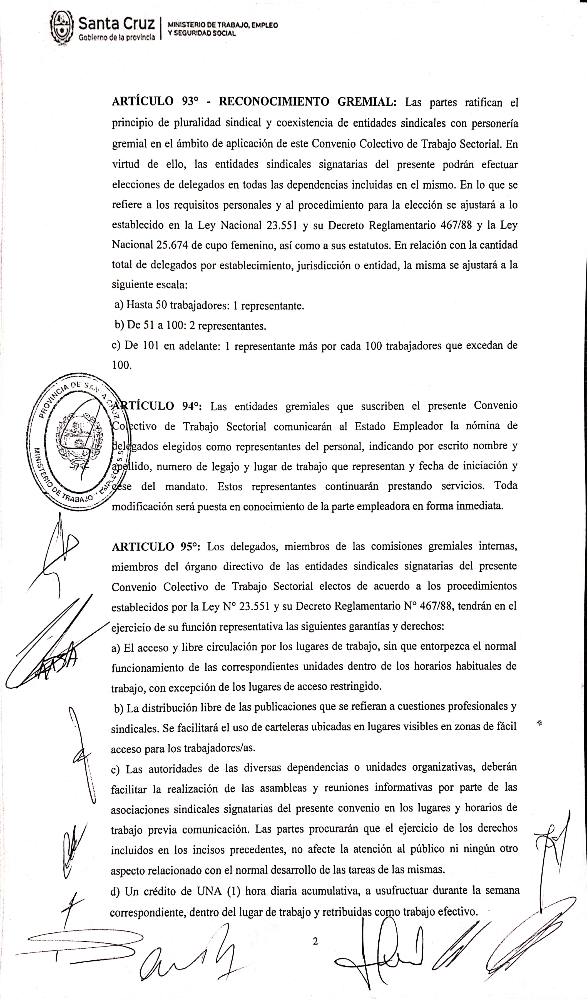 Santa Cruz
Gobierno de la provincia
MINISTERIO DE TRABAJO, EMPLEO
Y SEGURIDAD SOCIAL
ARTÍCULO 93º - RECONOCIMIENTO GREMIAL: Las partes ratifican el
principio de pluralidad sindical y coexistencia de entidades sindicales con personería
gremial en el ámbito de aplicación de este Convenio Colectivo de Trabajo Sectorial. En
virtud de ello, las entidades sindicales signatarias del presente podrán efectuar
elecciones de delegados en todas las dependencias incluidas en el mismo. En lo que se
refiere a los requisitos personales y al procedimiento para la elección se ajustará a lo
establecido en la Ley Nacional 23.551 y su Decreto Reglamentario 467/88 y la Ley
Nacional 25.674 de cupo femenino, así como a sus estatutos. En relación con la cantidad
total de delegados por establecimiento, jurisdicción o entidad, la misma se ajustará a la
siguiente escala:
a) Hasta 50 trabajadores: 1 representante.
b) De 51 a 100: 2 representantes.
c) De 101 en adelante: 1 representante más por cada 100 trabajadores que excedan de
100.
PROVINCIA DE SANTA CRUZ
MINISTERIO DE TRABAJO EMPLEO Y S.S.
ARTÍCULO 94º: Las entidades gremiales que suscriben el presente Convenio
Colectivo de Trabajo Sectorial comunicarán al Estado Empleador la nómina de
delegados elegidos como representantes del personal, indicando por escrito nombre y
apellido, numero de legajo y lugar de trabajo que representan y fecha de iniciación y
cese del mandato. Estos representantes continuarán prestando servicios. Toda
modificación será puesta en conocimiento de la parte empleadora en forma inmediata.
ARTICULO 95º: Los delegados, miembros de las comisiones gremiales internas,
miembros del órgano directivo de las entidades sindicales signatarias del presente
Convenio Colectivo de Trabajo Sectorial electos de acuerdo a los procedimientos
establecidos por la Ley Nº 23.551 y su Decreto Reglamentario Nº 467/88, tendrán en el
ejercicio de su función representativa las siguientes garantías y derechos:
a) El acceso y libre circulación por los lugares de trabajo, sin que entorpezca el normal
funcionamiento de las correspondientes unidades dentro de los horarios habituales de
trabajo, con excepción de los lugares de acceso restringido.
b) La distribución libre de las publicaciones que se refieran a cuestiones profesionales y
sindicales. Se facilitará el uso de carteleras ubicadas en lugares visibles en zonas de fácil
acceso para los trabajadores/as.
c) Las autoridades de las diversas dependencias o unidades organizativas, deberán
facilitar la realización de las asambleas y reuniones informativas por parte de las
asociaciones sindicales signatarias del presente convenio en los lugares y horarios de
trabajo previa comunicación. Las partes procurarán que el ejercicio de los derechos
incluidos en los incisos precedentes, no afecte la atención al público ni ningún otro
aspecto relacionado con el normal desarrollo de las tareas de las mismas.
d) Un crédito de UNA (1) hora diaria acumulativa, a usufructuar durante la semana
correspondiente, dentro del lugar de trabajo y retribuidas como trabajo efectivo.
2